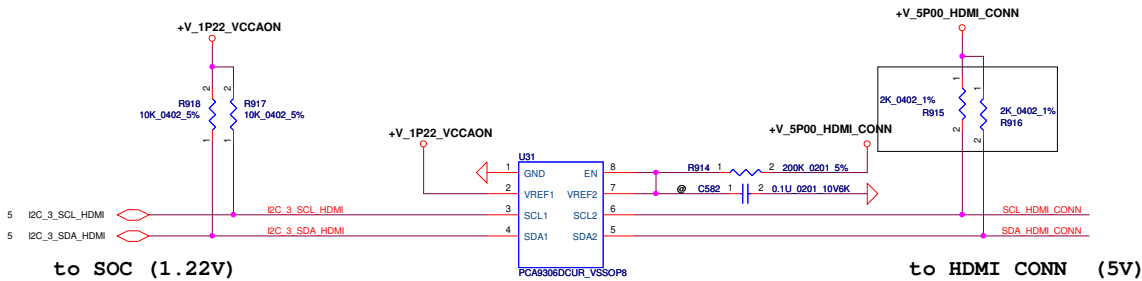 +V_5P00_HDMI_CONN
+V_1P22_VCCAON
2 2
R918 R917
10K_0402_5% 10K_0402_5%
1 1
1 1
2K_0402_1% 2K_0402_1%
R915 R916
2 2
+V_1P22_VCCAON
+V_5P00_HDMI_CONN
U31
1 GND EN 8
R914 1 2 200K_0201_5%
2 VREF1 VREF2 7
@ C582 1 2 0.1U_0201_10V6K
5 I2C_3_SCL_HDMI I2C_3_SCL_HDMI 3 SCL1 SCL2 6 SCL_HDMI_CONN
5 I2C_3_SDA_HDMI I2C_3_SDA_HDMI 4 SDA1 SDA2 5 SDA_HDMI_CONN
PCA9306DCUR_VSSOP8
to SOC (1.22V) to HDMI CONN (5V)